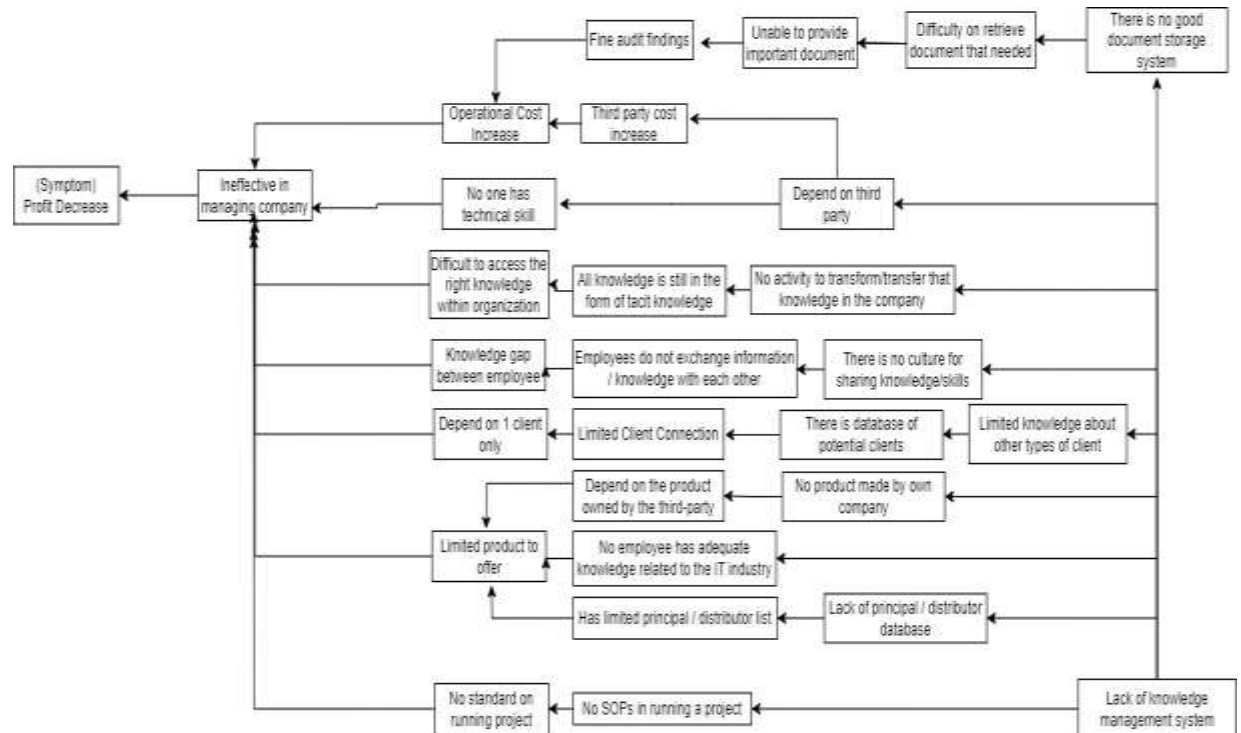 There is no good
document storage
system
Difficulty on retrieve
document that needed
Unable to provide
important document
Fine audit findings
Operational Cost
Increase
Third party cost
increase
(Symptom)
Profit Decrease
Ineffective in
managing company
No one has
technical skill
Depend on third
party
Difficult to access the
right knowledge
within organization
All knowledge is still in the
form of tacit knowledge
No activity to transform/transfer that
knowledge in the company
Knowledge gap
between employee
Employees do not exchange information
/ knowledge with each other
There is no culture for
sharing knowledge/skills
Depend on 1 client
only
Limited Client Connection
There is database of
potential clients
Limited knowledge about
other types of client
Depend on the product
owned by the third-party
No product made by own
company
Limited product to
offer
No employee has adequate
knowledge related to the IT industry
Has limited principal / distributor list
Lack of principal / distributor
database
No standard on
running project
No SOPs in running a project
Lack of knowledge
management system